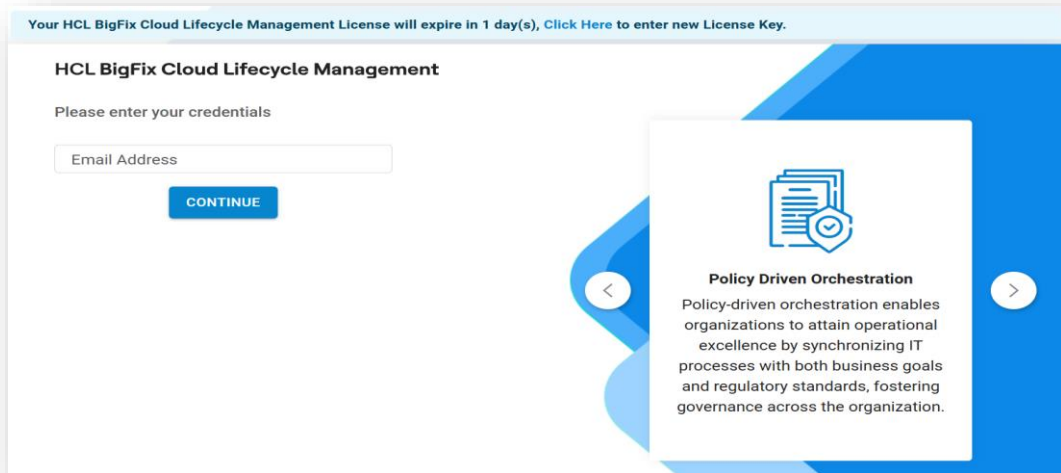 Your HCL BigFix Cloud Lifecycle Management License will expire in 1 day(s), Click Here to enter new License Key.
HCL BigFix Cloud Lifecycle Management
Please enter your credentials
Email Address
CONTINUE
Policy Driven Orchestration
Policy-driven orchestration enables
organizations to attain operational
excellence by synchronizing IT
processes with both business goals
and regulatory standards, fostering
governance across the organization.